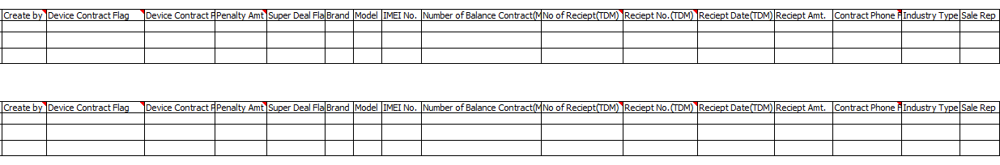 Create by Device Contract Flag Device Contract Penalty Amt Super Deal Fla Brand Model IMEI No. Number of Balance Contract(M No of Reciept(TDM) Reciept No.(TDM) Reciept Date(TDM) Reciept Amt. Contract Phone Industry Type Sale Rep
Create by Device Contract Flag Device Contract Penalty Amt Super Deal Fla Brand Model IMEI No. Number of Balance Contract(M No of Reciept(TDM) Reciept No.(TDM) Reciept Date(TDM) Reciept Amt. Contract Phone Industry Type Sale Rep